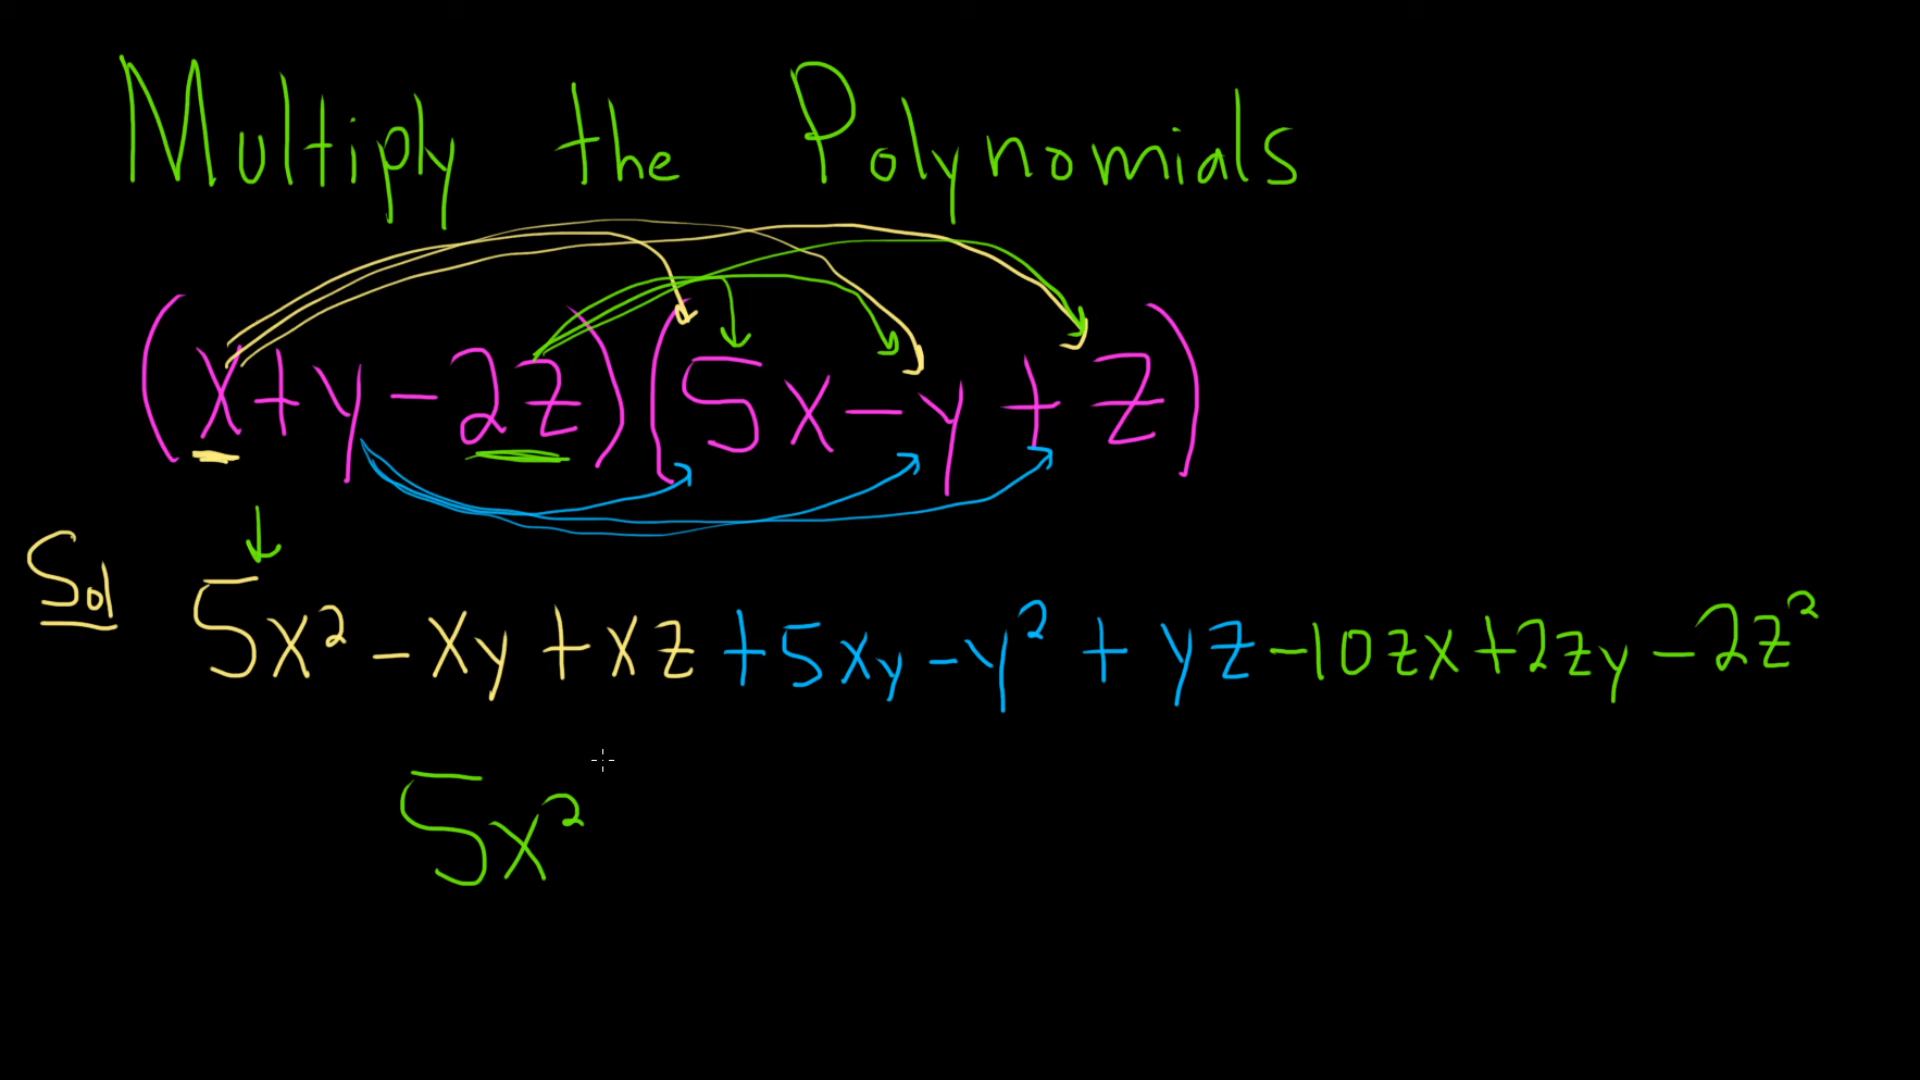 Multiply the Polynomials
(x+y-2z)(5x-y+z)
Sol 5x²-xy+xz+5xy-y²+yz-10zx+2zy-2z²
5x²